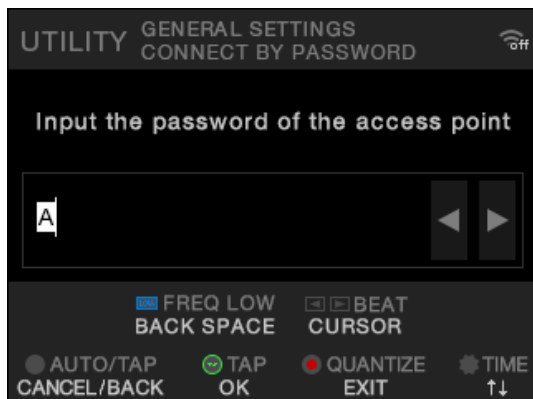 UTILITY GENERAL SETTINGS
CONNECT BY PASSWORD
off
Input the password of the access point
A
FREQ LOW BEAT
BACK SPACE CURSOR
AUTO/TAP TAP QUANTIZE TIME
CANCEL/BACK OK EXIT ↑↓